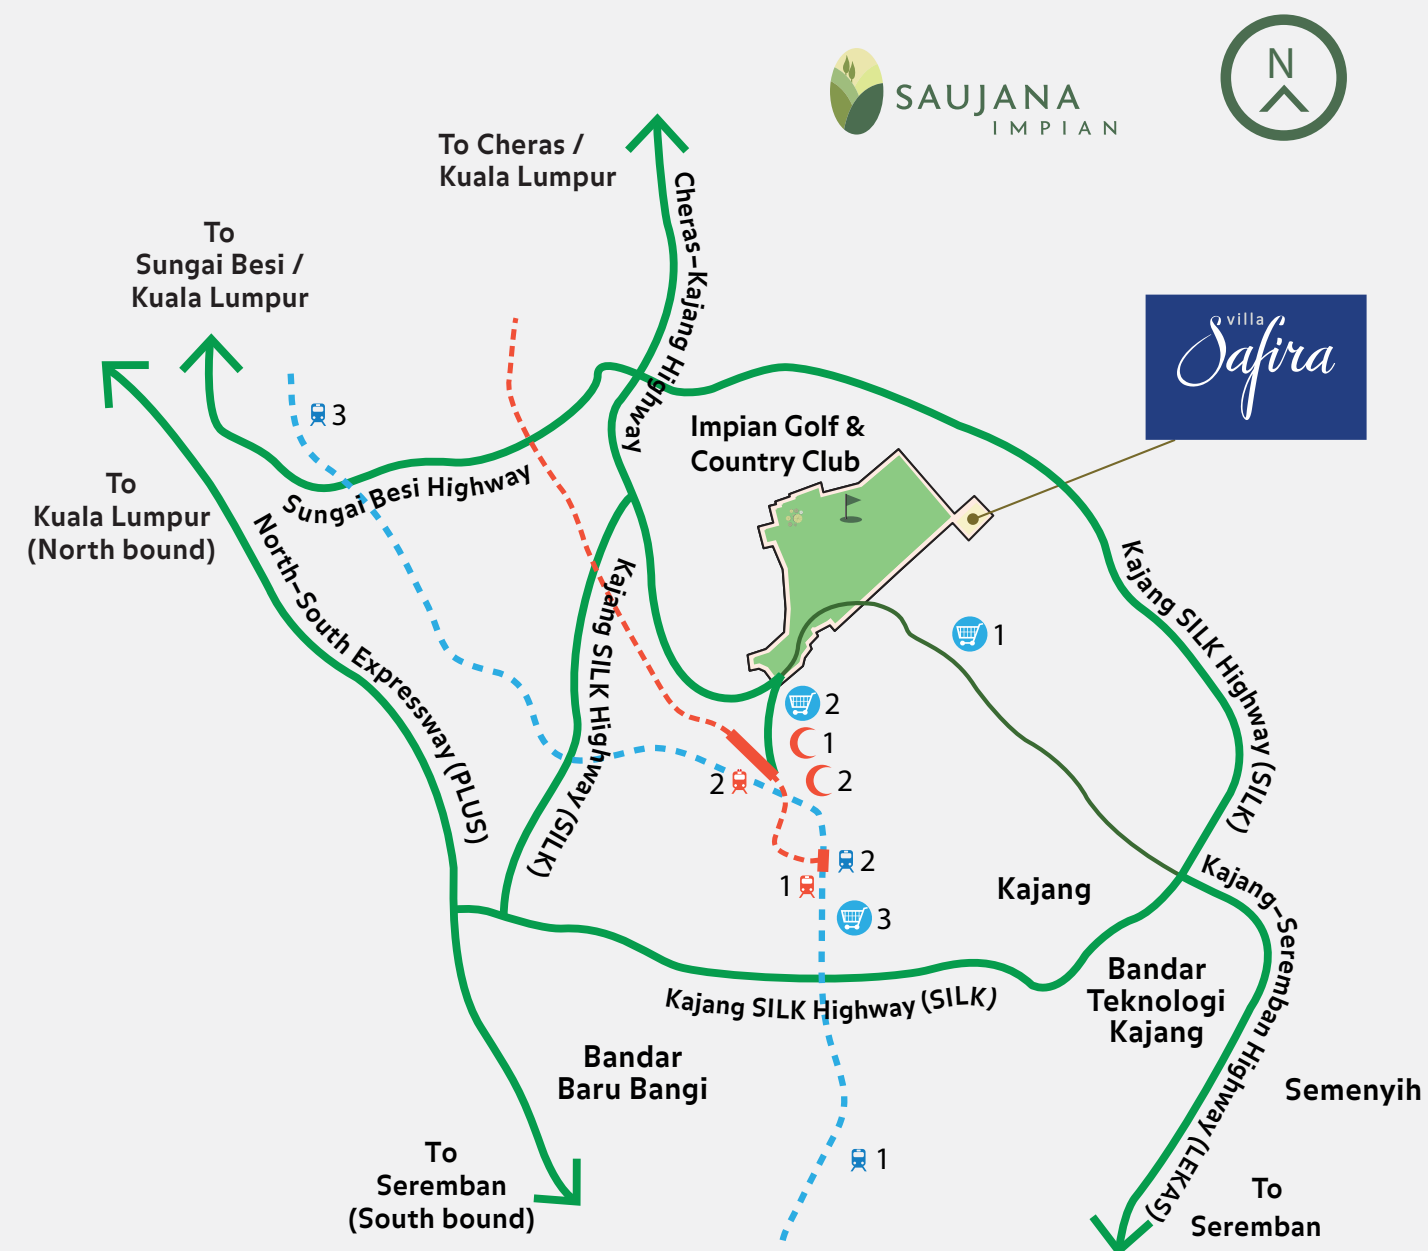 SAUJANA
IMPIAN
N
To Cheras /
Kuala Lumpur
To
Sungai Besi /
Kuala Lumpur
Cheras–Kajang Highway
villa
Safira
To
Kuala Lumpur
(North bound)
3
Sungai Besi Highway
Impian Golf &
Country Club
North–South Expressway (PLUS)
Kajang SILK Highway (SILK)
Kajang SILK Highway (SILK)
1
2
1
2
2
2
1
3
Kajang
Kajang–Seremban Highway (LEKAS)
Bandar
Teknologi
Kajang
Kajang SILK Highway (SILK)
Bandar
Baru Bangi
Semenyih
1
To
Seremban
(South bound)
To
Seremban